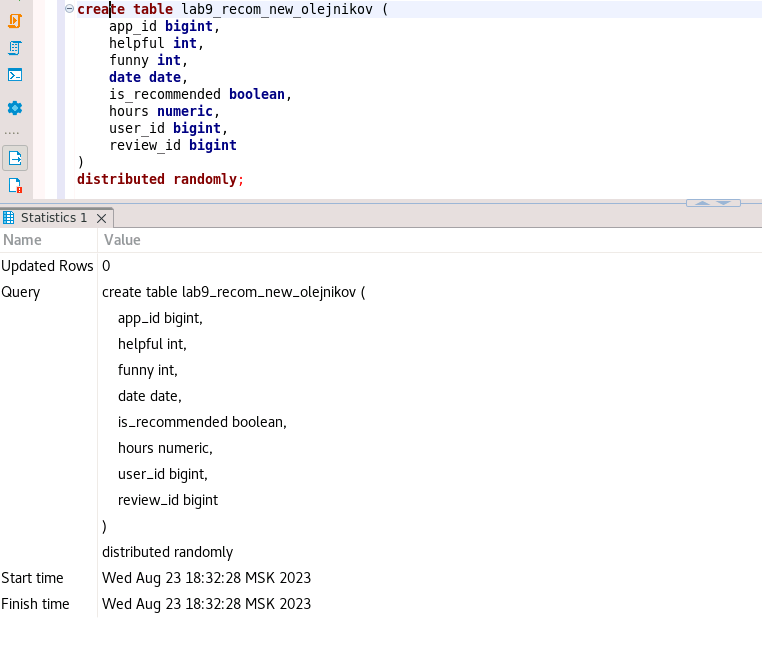 create table lab9_recom_new_olejnikov (
app_id bigint,
helpful int,
funny int,
date date,
is_recommended boolean,
hours numeric,
user_id bigint,
review_id bigint
)
distributed randomly;
Statistics 1
Name Value
Updated Rows 0
Query create table lab9_recom_new_olejnikov (
app_id bigint,
helpful int,
funny int,
date date,
is_recommended boolean,
hours numeric,
user_id bigint,
review_id bigint
)
distributed randomly
Start time Wed Aug 23 18:32:28 MSK 2023
Finish time Wed Aug 23 18:32:28 MSK 2023